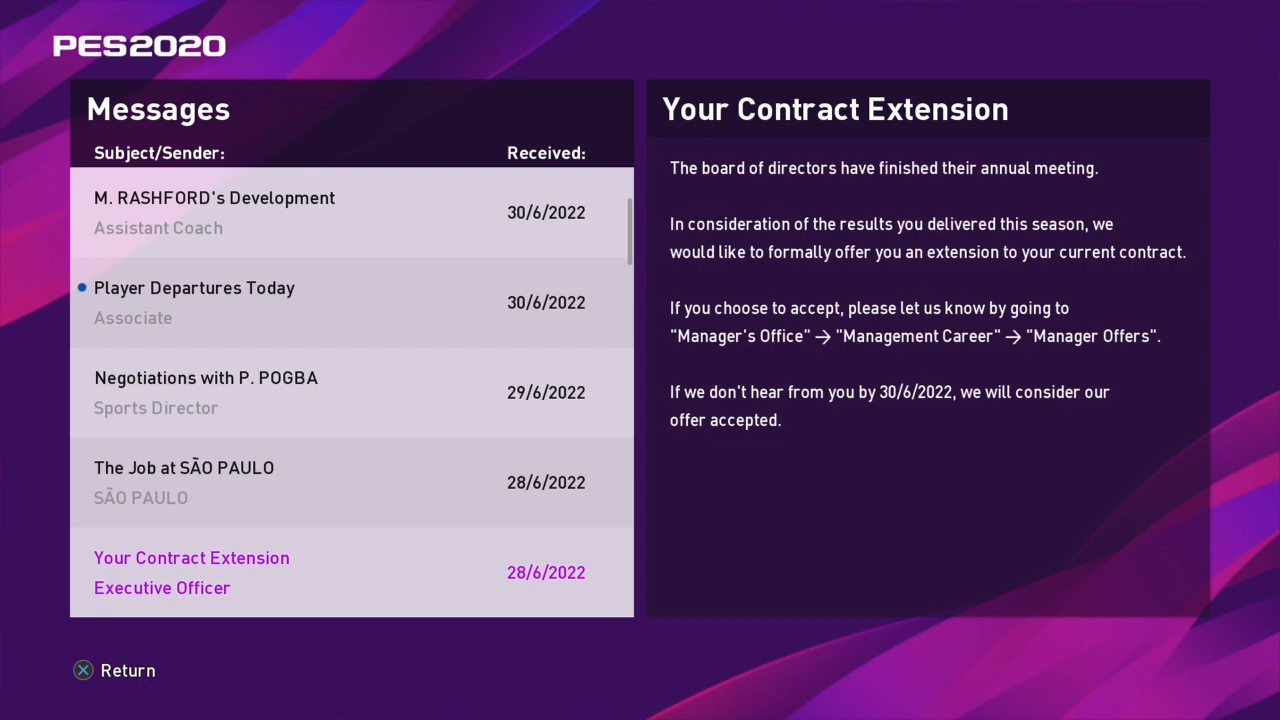 PES2020
Messages
Subject/Sender: Received:
M. RASHFORD's Development
Assistant Coach
30/6/2022
Player Departures Today
Associate
30/6/2022
Negotiations with P. POGBA
Sports Director
29/6/2022
The Job at SÃO PAULO
SÃO PAULO
28/6/2022
Your Contract Extension
Executive Officer
28/6/2022
Your Contract Extension
The board of directors have finished their annual meeting.
In consideration of the results you delivered this season, we
would like to formally offer you an extension to your current contract.
If you choose to accept, please let us know by going to
"Manager's Office" → "Management Career" → "Manager Offers".
If we don't hear from you by 30/6/2022, we will consider our
offer accepted.
Return